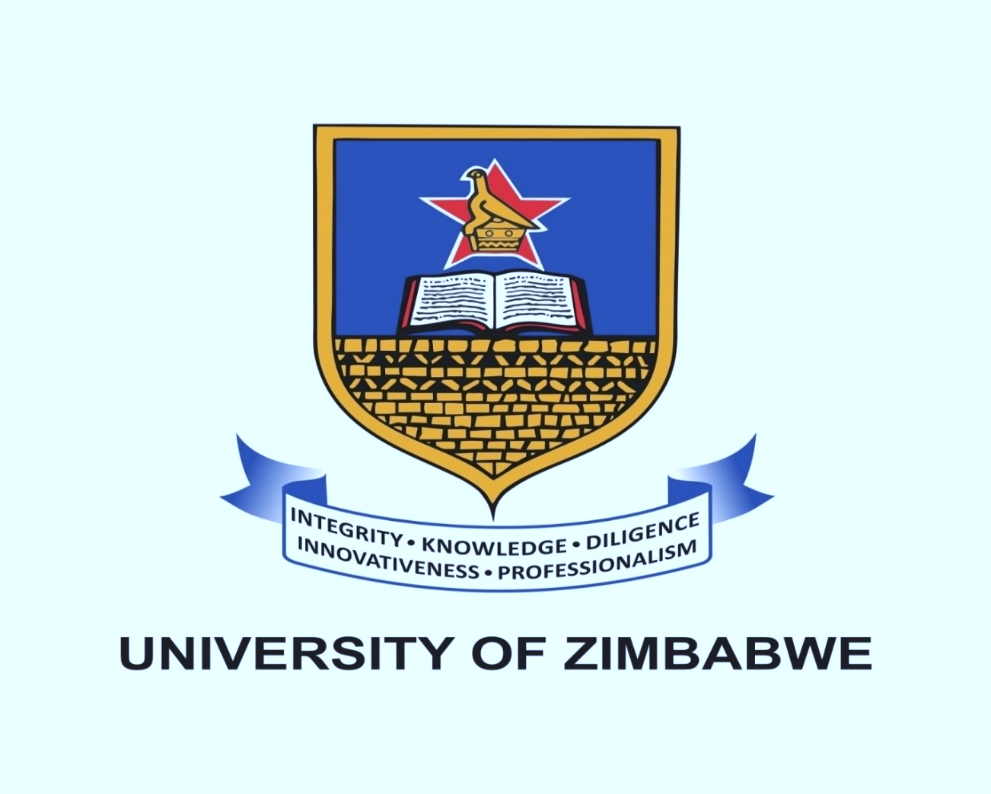 INTEGRITY • KNOWLEDGE • DILIGENCE
INNOVATIVENESS • PROFESSIONALISM
UNIVERSITY OF ZIMBABWE